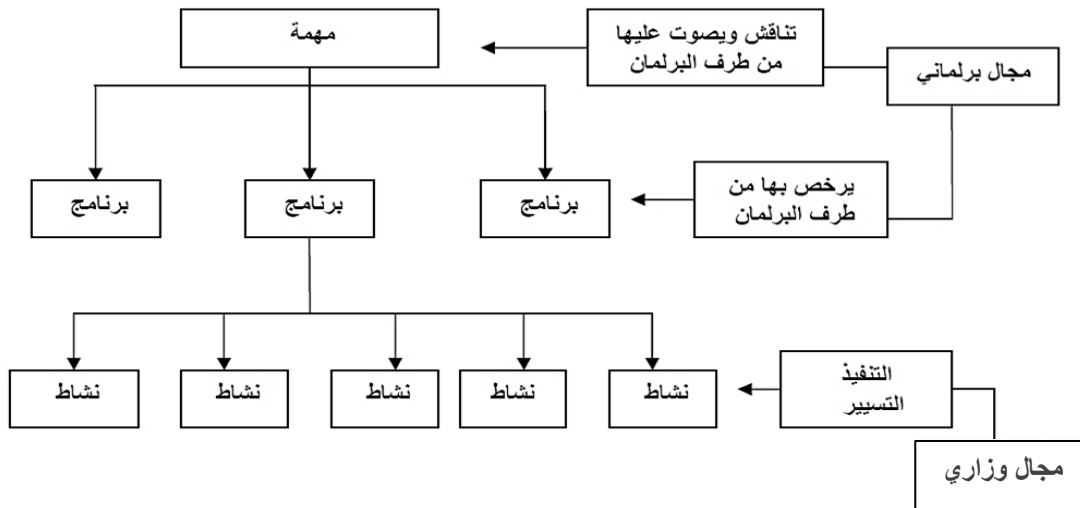 مهمة
تناقش ويصوت عليها
من طرف البرلمان
مجال برلماني
يرخص بها من
طرف البرلمان
برنامج
برنامج
برنامج
التنفيذ
التسيير
نشاط
نشاط
نشاط
نشاط
نشاط
مجال وزاري